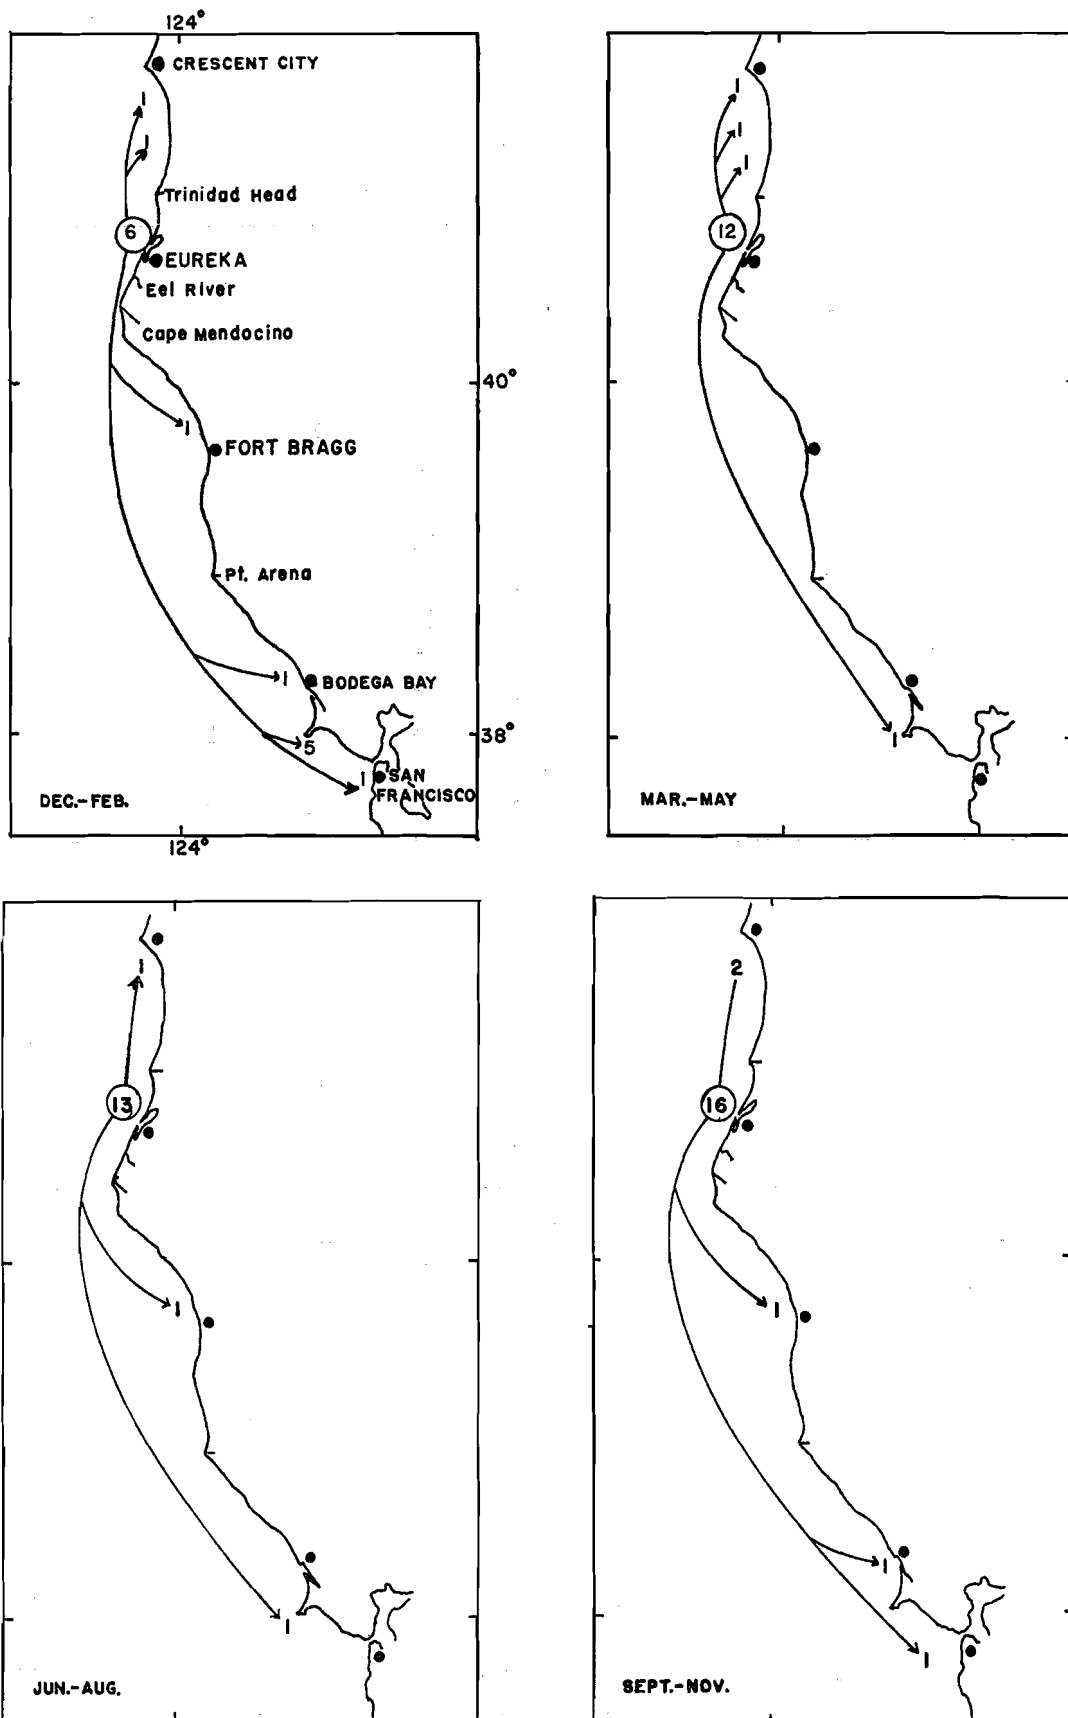 124°
CRESCENT CITY
1
1
Trinidad Head
6
EUREKA
Eel River
Cape Mendocino
40°
1
FORT BRAGG
Pt. Arena
1
BODEGA BAY
38°
5
1
SAN
FRANCISCO
DEC.-FEB.
124°
1
1
1
12
1
MAR.-MAY
1
13
1
1
JUN.-AUG.
2
16
1
1
1
SEPT.-NOV.